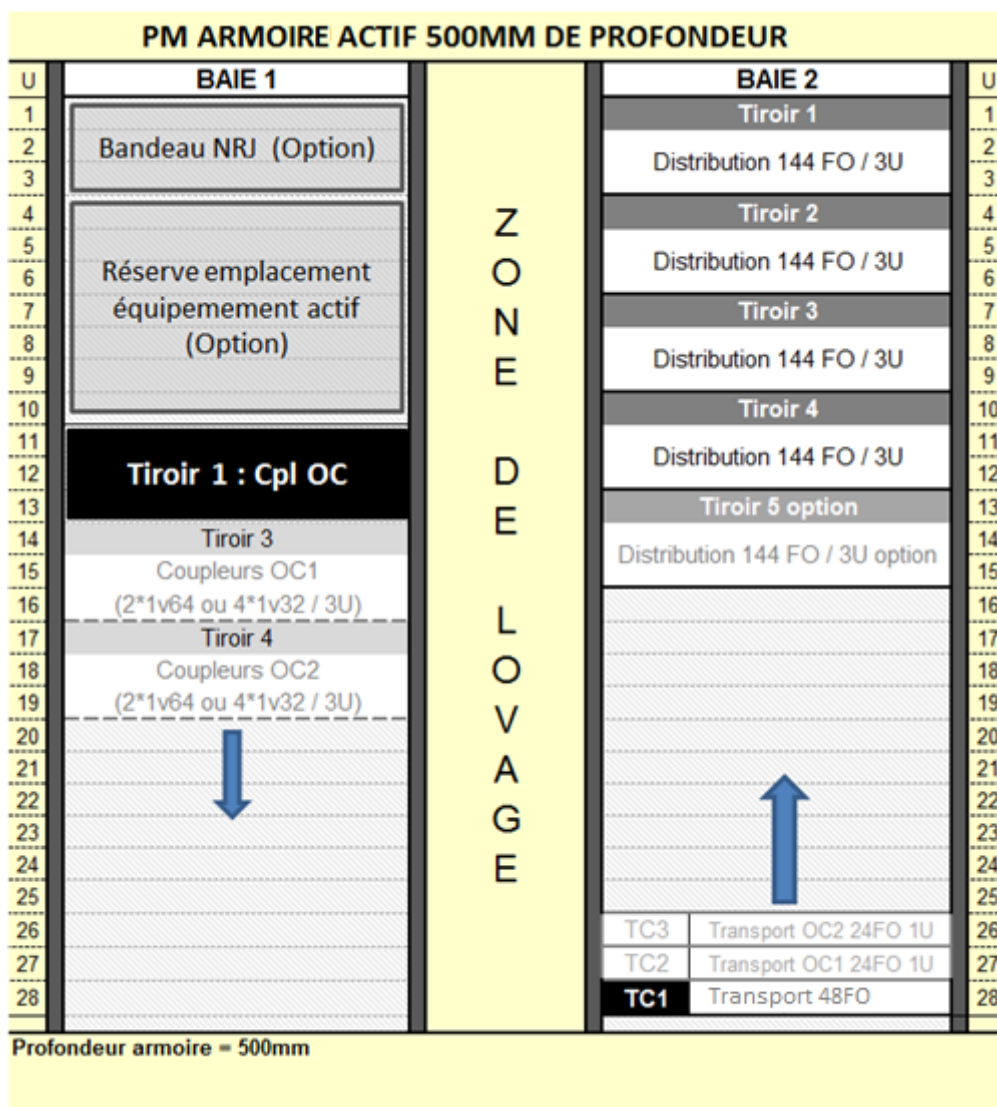 PM ARMOIRE ACTIF 500MM DE PROFONDEUR
U BAIE 1 BAIE 2 U
1
2
3
4
5
6
7
8
9
10
11
12
13
14
15
16
17
18
19
20
21
22
23
24
25
26
27
28
Bandeau NRJ (Option)
Réserve emplacement
équipemement actif
(Option)
Tiroir 1 : Cpl OC
Tiroir 3
Coupleurs OC1
(2*1v64 ou 4*1v32 / 3U)
Tiroir 4
Coupleurs OC2
(2*1v64 ou 4*1v32 / 3U)
Z
O
N
E
D
E
L
O
V
A
G
E
Tiroir 1
Distribution 144 FO / 3U
Tiroir 2
Distribution 144 FO / 3U
Tiroir 3
Distribution 144 FO / 3U
Tiroir 4
Distribution 144 FO / 3U
Tiroir 5 option
Distribution 144 FO / 3U option
TC3 Transport OC2 24FO 1U
TC2 Transport OC1 24FO 1U
TC1 Transport 48FO
1
2
3
4
5
6
7
8
9
10
11
12
13
14
15
16
17
18
19
20
21
22
23
24
25
26
27
28
Profondeur armoire = 500mm